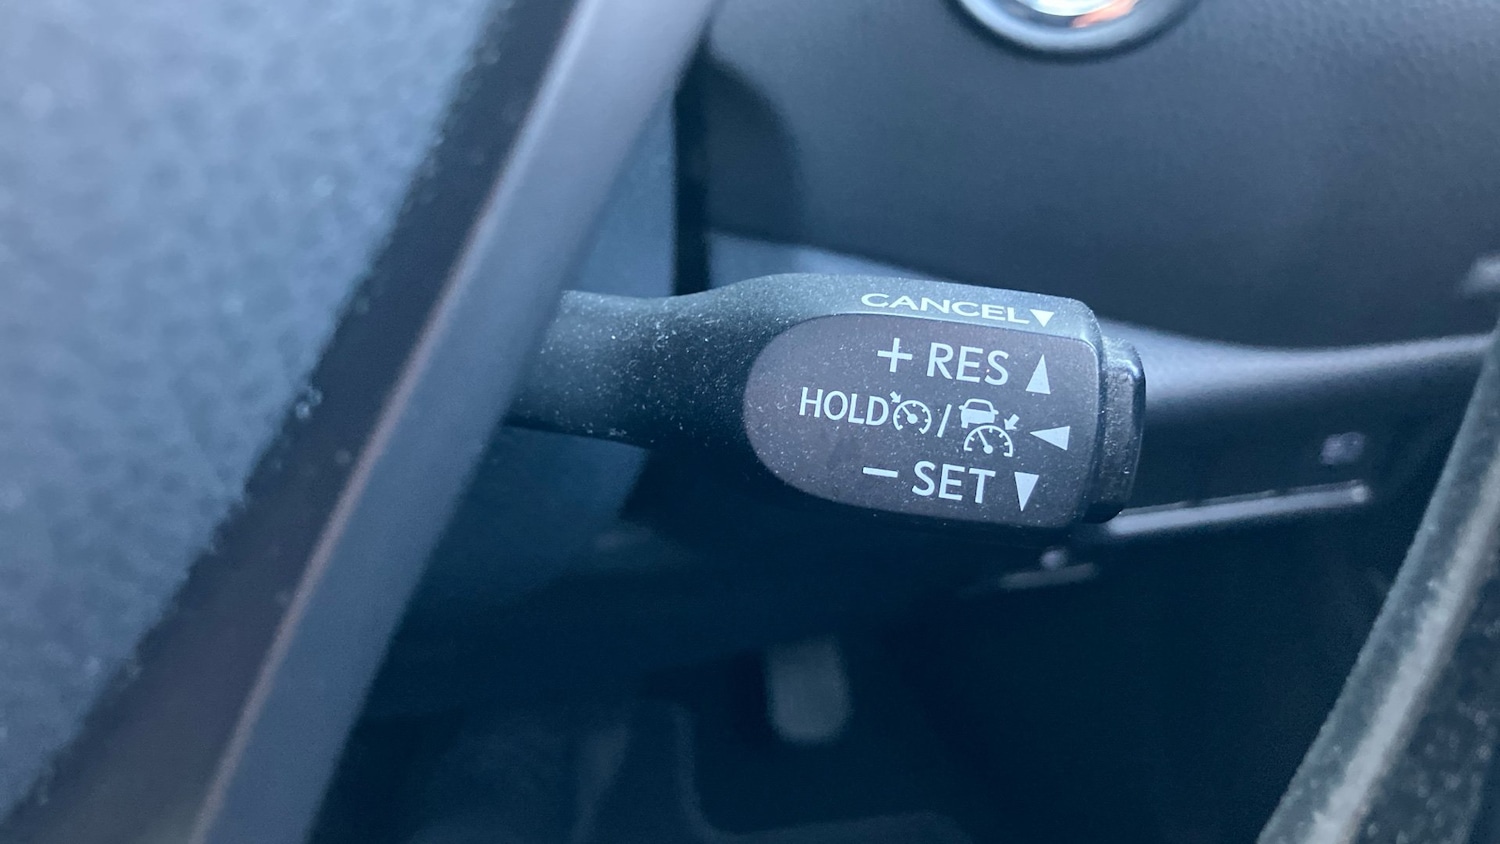 CANCEL▼
+ RES ▲
HOLD / ◀
− SET ▼